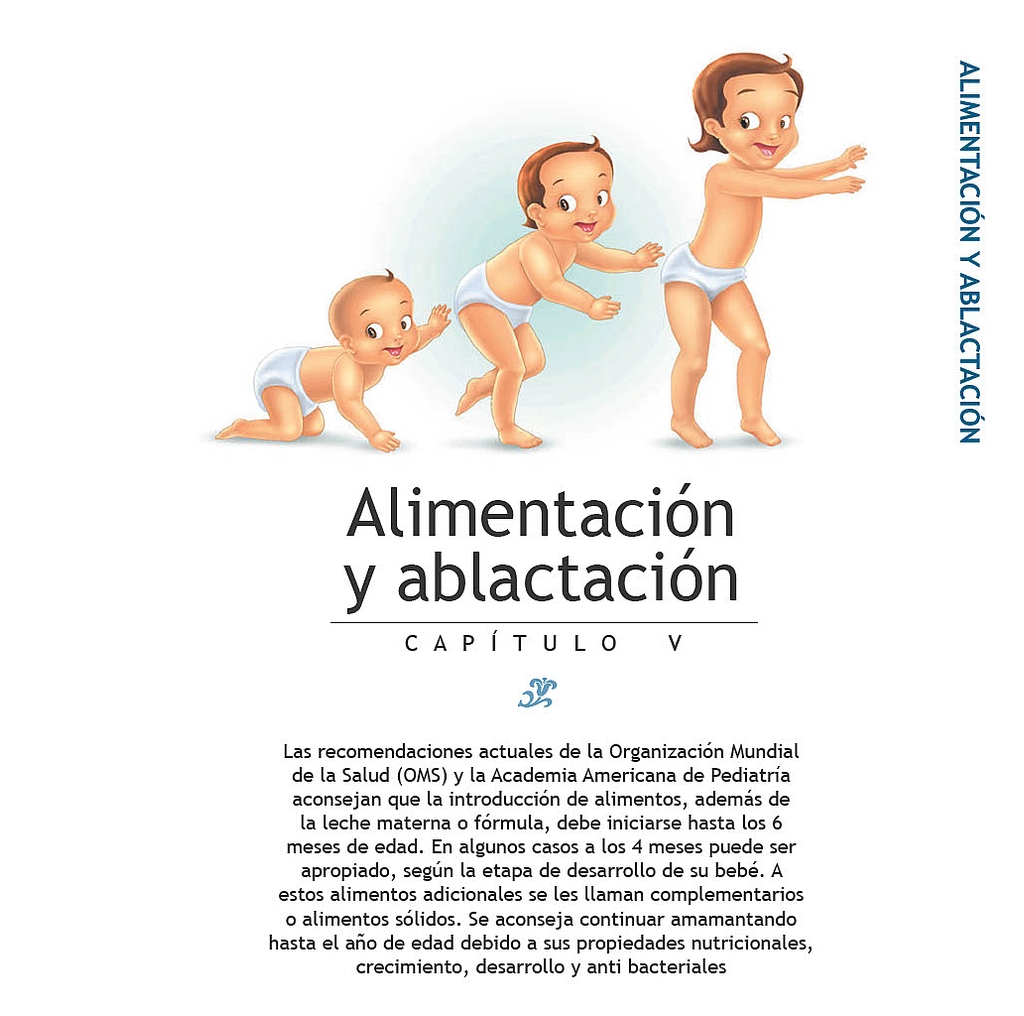 ALIMENTACIÓN Y ABLACTACIÓN
Alimentación
y ablactación
CAPÍTULO V
Las recomendaciones actuales de la Organización Mundial
de la Salud (OMS) y la Academia Americana de Pediatría
aconsejan que la introducción de alimentos, además de
la leche materna o fórmula, debe iniciarse hasta los 6
meses de edad. En algunos casos a los 4 meses puede ser
apropiado, según la etapa de desarrollo de su bebé. A
estos alimentos adicionales se les llaman complementarios
o alimentos sólidos. Se aconseja continuar amamantando
hasta el año de edad debido a sus propiedades nutricionales,
crecimiento, desarrollo y anti bacteriales